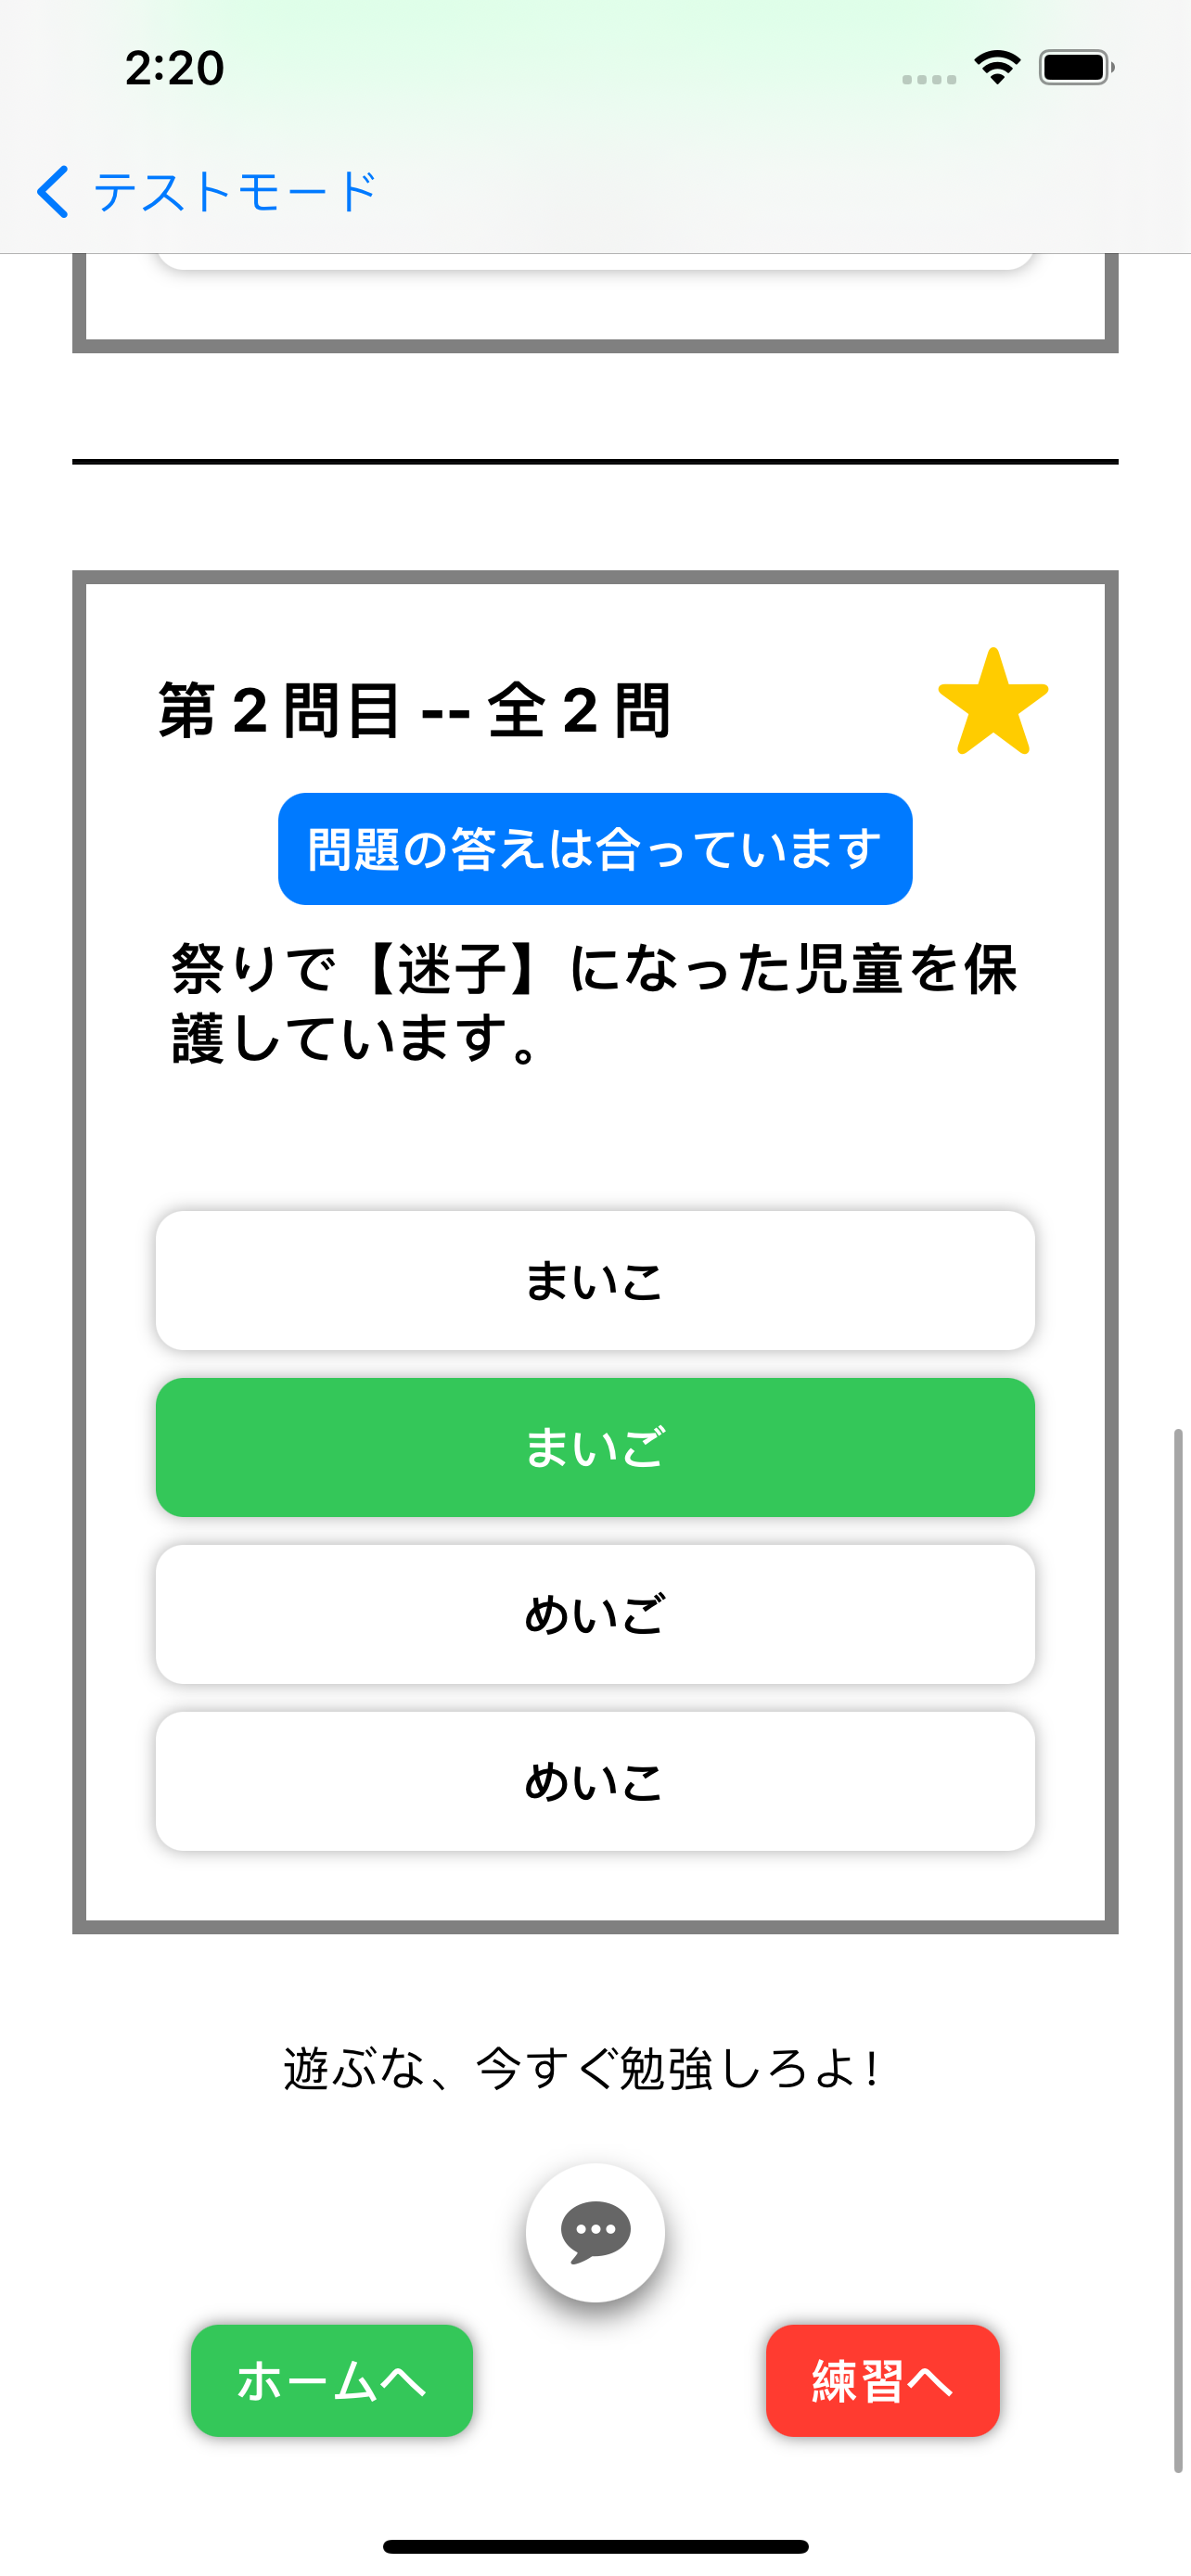 2:20
テストモード
第 2 問目 -- 全 2 問
問題の答えは合っています
祭りで【迷子】になった児童を保
護しています。
まいこ
まいご
めいご
めいこ
遊ぶな、今すぐ勉強しろよ!
ホームへ
練習へ